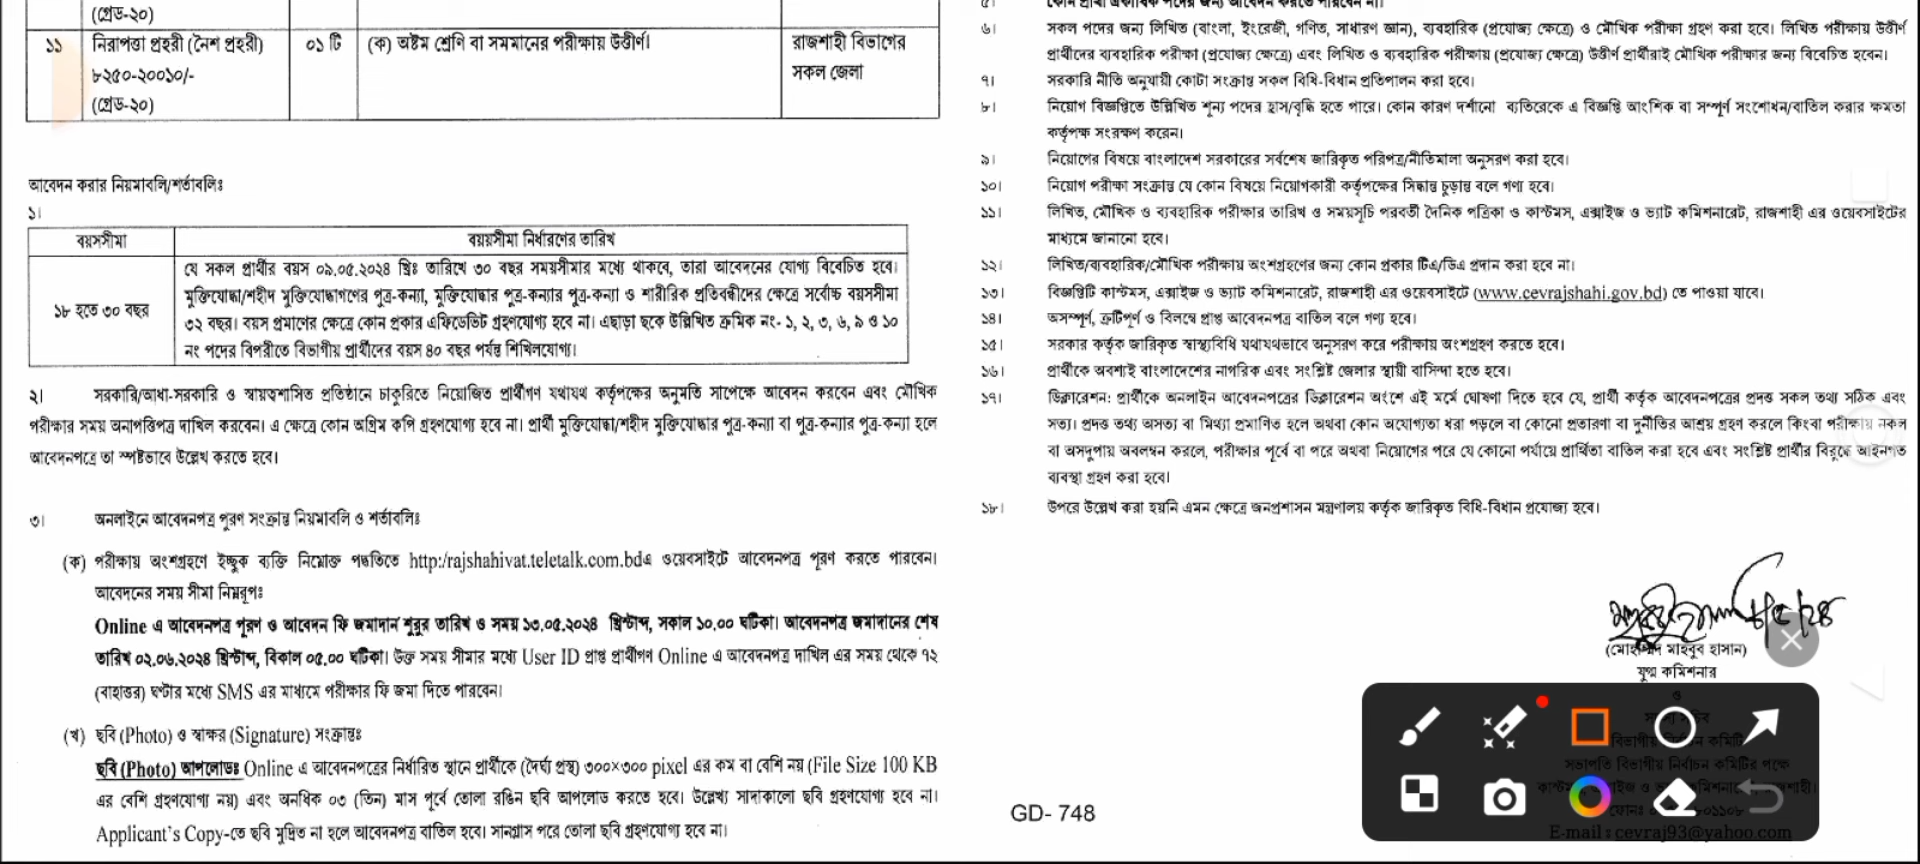 (গ্রেড-২০)
১১
নিরাপত্তা প্রহরী (নৈশ প্রহরী)
৮২৫০-২০০১০/-
(গ্রেড-২০)
০১ টি
(ক) অষ্টম শ্রেণি বা সমমানের পরীক্ষায় উত্তীর্ণ।
রাজশাহী বিভাগের
সকল জেলা
আবেদন করার নিয়মাবলি/শর্তাবলিঃ
১।
বয়সসীমা
বয়য়সীমা নির্ধারণের তারিখ
১৮ হতে ৩০ বছর
যে সকল প্রার্থীর বয়স ০৯.০৫.২০২৪ খ্রিঃ তারিখে ৩০ বছর সময়সীমার মধ্যে থাকবে, তারা আবেদনের যোগ্য বিবেচিত হবে।
মুক্তিযোদ্ধা/শহীদ মুক্তিযোদ্ধাগণের পুত্র-কন্যা, মুক্তিযোদ্ধার পুত্র-কন্যার পুত্র-কন্যা ও শারীরিক প্রতিবন্ধীদের ক্ষেত্রে সর্বোচ্চ বয়সসীমা
৩২ বছর। বয়স প্রমাণের ক্ষেত্রে কোন প্রকার এফিডেভিট গ্রহণযোগ্য হবে না। এছাড়া ছকে উল্লিখিত ক্রমিক নং- ১, ২, ৩, ৬, ৯ ও ১০
নং পদের বিপরীতে বিভাগীয় প্রার্থীদের বয়স ৪০ বছর পর্যন্ত শিথিলযোগ্য।
২। সরকারি/আধা-সরকারি ও স্বায়ত্বশাসিত প্রতিষ্ঠানে চাকুরিতে নিয়োজিত প্রার্থীগণ যথাযথ কর্তৃপক্ষের অনুমতি সাপেক্ষে আবেদন করবেন এবং মৌখিক
পরীক্ষার সময় অনাপত্তিপত্র দাখিল করবেন। এ ক্ষেত্রে কোন অগ্রিম কপি গ্রহণযোগ্য হবে না। প্রার্থী মুক্তিযোদ্ধা/শহীদ মুক্তিযোদ্ধার পুত্র-কন্যা বা পুত্র-কন্যার পুত্র-কন্যা হলে
আবেদনপত্রে তা স্পষ্টভাবে উল্লেখ করতে হবে।
৩। অনলাইনে আবেদনপত্র পূরণ সংক্রান্ত নিয়মাবলি ও শর্তাবলিঃ
(ক) পরীক্ষায় অংশগ্রহণে ইচ্ছুক ব্যক্তি নিম্নোক্ত পদ্ধতিতে http:/rajshahivat.teletalk.com.bdএ ওয়েবসাইটে আবেদনপত্র পূরণ করতে পারবেন।
আবেদনের সময় সীমা নিম্নরূপঃ
Online এ আবেদনপত্র পূরণ ও আবেদন ফি জমাদান শুরুর তারিখ ও সময় ১৩.০৫.২০২৪ খ্রিস্টাব্দ, সকাল ১০.০০ ঘটিকা। আবেদনপত্র জমাদানের শেষ
তারিখ ০২.০৬.২০২৪ খ্রিস্টাব্দ, বিকাল ০৫.০০ ঘটিকা। উক্ত সময় সীমার মধ্যে User ID প্রাপ্ত প্রার্থীগণ Online এ আবেদনপত্র দাখিল এর সময় থেকে ৭২
(বাহাত্তর) ঘণ্টার মধ্যে SMS এর মাধ্যমে পরীক্ষার ফি জমা দিতে পারবেন।
(খ) ছবি (Photo) ও স্বাক্ষর (Signature) সংক্রান্তঃ
ছবি (Photo) আপলোডঃ Online এ আবেদনপত্রের নির্ধারিত স্থানে প্রার্থীকে (দৈর্ঘ্য প্রস্থ) ৩০০×৩০০ pixel এর কম বা বেশি নয় (File Size 100 KB
এর বেশি গ্রহণযোগ্য নয়) এবং অনধিক ০৩ (তিন) মাস পূর্বে তোলা রঙিন ছবি আপলোড করতে হবে। উল্লেখ্য সাদাকালো ছবি গ্রহণযোগ্য হবে না।
Applicant's Copy-তে ছবি মুদ্রিত না হলে আবেদনপত্র বাতিল হবে। সানগ্লাস পরে তোলা ছবি গ্রহণযোগ্য হবে না।
৫। কোন প্রার্থী একাধিক পদের জন্য আবেদন করতে পারবেন না।
৬। সকল পদের জন্য লিখিত (বাংলা, ইংরেজী, গণিত, সাধারণ জ্ঞান), ব্যবহারিক (প্রযোজ্য ক্ষেত্রে) ও মৌখিক পরীক্ষা গ্রহণ করা হবে। লিখিত পরীক্ষায় উত্তীর্ণ
প্রার্থীদের ব্যবহারিক পরীক্ষা (প্রযোজ্য ক্ষেত্রে) এবং লিখিত ও ব্যবহারিক পরীক্ষায় (প্রযোজ্য ক্ষেত্রে) উত্তীর্ণ প্রার্থীরাই মৌখিক পরীক্ষার জন্য বিবেচিত হবেন।
৭। সরকারি নীতি অনুযায়ী কোটা সংক্রান্ত সকল বিধি-বিধান প্রতিপালন করা হবে।
৮। নিয়োগ বিজ্ঞপ্তিতে উল্লিখিত শূন্য পদের হ্রাস/বৃদ্ধি হতে পারে। কোন কারণ দর্শানো ব্যতিরেকে এ বিজ্ঞপ্তি আংশিক বা সম্পূর্ণ সংশোধন/বাতিল করার ক্ষমতা
কর্তৃপক্ষ সংরক্ষণ করেন।
৯। নিয়োগের বিষয়ে বাংলাদেশ সরকারের সর্বশেষ জারিকৃত পরিপত্র/নীতিমালা অনুসরণ করা হবে।
১০। নিয়োগ পরীক্ষা সংক্রান্ত যে কোন বিষয়ে নিয়োগকারী কর্তৃপক্ষের সিদ্ধান্ত চুড়ান্ত বলে গণ্য হবে।
১১। লিখিত, মৌখিক ও ব্যবহারিক পরীক্ষার তারিখ ও সময়সূচি পরবর্তী দৈনিক পত্রিকা ও কাস্টমস, এক্সাইজ ও ভ্যাট কমিশনারেট, রাজশাহী এর ওয়েবসাইটের
মাধ্যমে জানানো হবে।
১২। লিখিত/ব্যবহারিক/মৌখিক পরীক্ষায় অংশগ্রহণের জন্য কোন প্রকার টিএ/ডিএ প্রদান করা হবে না।
১৩। বিজ্ঞপ্তিটি কাস্টমস, এক্সাইজ ও ভ্যাট কমিশনারেট, রাজশাহী এর ওয়েবসাইটে (www.cevrajshahi.gov.bd) তে পাওয়া যাবে।
১৪। অসম্পূর্ণ, ত্রুটিপূর্ণ ও বিলম্বে প্রাপ্ত আবেদনপত্র বাতিল বলে গণ্য হবে।
১৫। সরকার কর্তৃক জারিকৃত স্বাস্থ্যবিধি যথাযথভাবে অনুসরণ করে পরীক্ষায় অংশগ্রহণ করতে হবে।
১৬। প্রার্থীকে অবশ্যই বাংলাদেশের নাগরিক এবং সংশ্লিষ্ট জেলার স্থায়ী বাসিন্দা হতে হবে।
১৭। ডিক্লারেশন: প্রার্থীকে অনলাইন আবেদনপত্রের ডিক্লারেশন অংশে এই মর্মে ঘোষণা দিতে হবে যে, প্রার্থী কর্তৃক আবেদনপত্রের প্রদত্ত সকল তথ্য সঠিক এবং
সত্য। প্রদত্ত তথ্য অসত্য বা মিথ্যা প্রমাণিত হলে অথবা কোন অযোগ্যতা ধরা পড়লে বা কোনো প্রতারণা বা দুর্নীতির আশ্রয় গ্রহণ করলে কিংবা পরীক্ষায় নকল
বা অসদুপায় অবলম্বন করলে, পরীক্ষার পূর্বে বা পরে অথবা নিয়োগের পরে যে কোনো পর্যায়ে প্রার্থিতা বাতিল করা হবে এবং সংশ্লিষ্ট প্রার্থীর বিরুদ্ধে আইনগত
ব্যবস্থা গ্রহণ করা হবে।
১৮। উপরে উল্লেখ করা হয়নি এমন ক্ষেত্রে জনপ্রশাসন মন্ত্রণালয় কর্তৃক জারিকৃত বিধি-বিধান প্রযোজ্য হবে।
(মোহাম্মদ মাহবুব হাসান)
যুগ্ম কমিশনার
ও
বিভাগীয় নির্বাচন কমিটি
সভাপতি বিভাগীয় নির্বাচন কমিটির পক্ষে
E-mail : cevraj93@yahoo.com
GD- 748